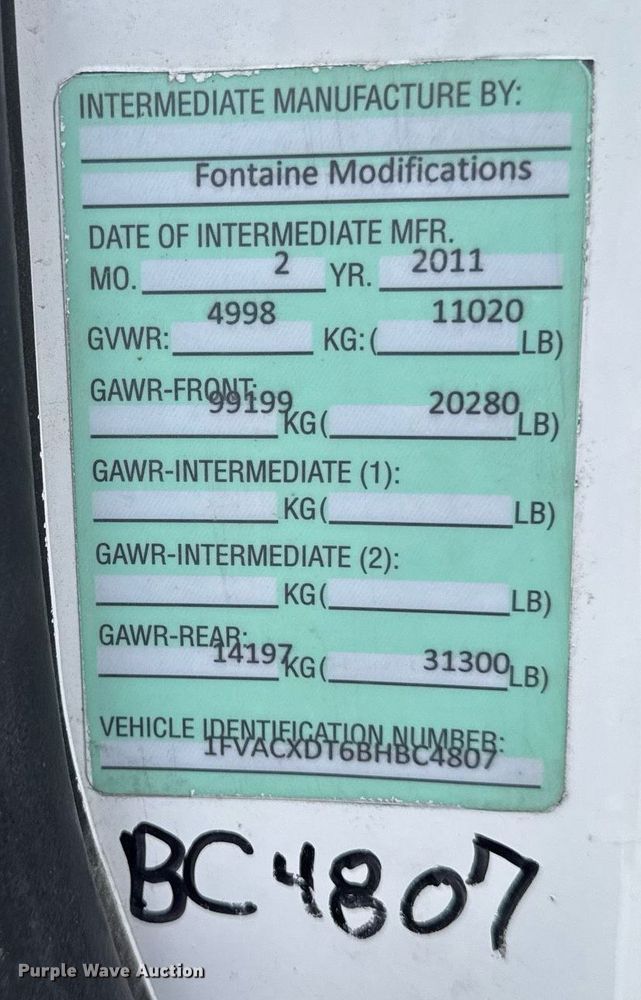 INTERMEDIATE MANUFACTURE BY:
Fontaine Modifications
DATE OF INTERMEDIATE MFR.
MO. 2 YR. 2011
GVWR: 4998 KG: ( 11020 LB)
GAWR-FRONT:
99199 KG( 20280 LB)
GAWR-INTERMEDIATE (1):
KG( LB)
GAWR-INTERMEDIATE (2):
KG( LB)
GAWR-REAR:
14197 KG( 31300 LB)
VEHICLE IDENTIFICATION NUMBER:
1FVACXDT6BHBC4807
BC4807
Purple Wave Auction